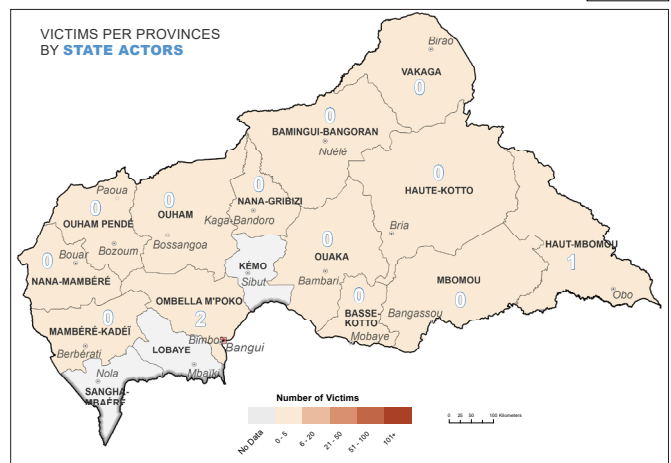 VICTIMS PER PROVINCES
BY STATE ACTORS
Birao
VAKAGA
0
0
BAMINGUI-BANGORAN
Ndélé
0
HAUTE-KOTTO
Paoua
0
OUHAM PENDÉ
Bozoum
0
OUHAM
Bossangoa
0
NANA-GRIBIZI
Kaga-Bandoro
Bria
0
OUAKA
Bambari
HAUT-MBOMOU
1
Obo
0
Bouar
NANA-MAMBÉRÉ
KÉMO
Sibut
MBOMOU
0
Bangassou
OMBELLA M'POKO
2
Bimbo
Bangui
0
BASSE-
KOTTO
Mobaye
0
MAMBÉRÉ-KADÉÏ
Berbérati
LOBAYE
Mbaïki
Nola
SANGHA-
MBAÉRÉ
Number of Victims
No Data
0 - 5
6 - 20
21 - 50
51 - 100
101+
0 25 50 100 Kilometers